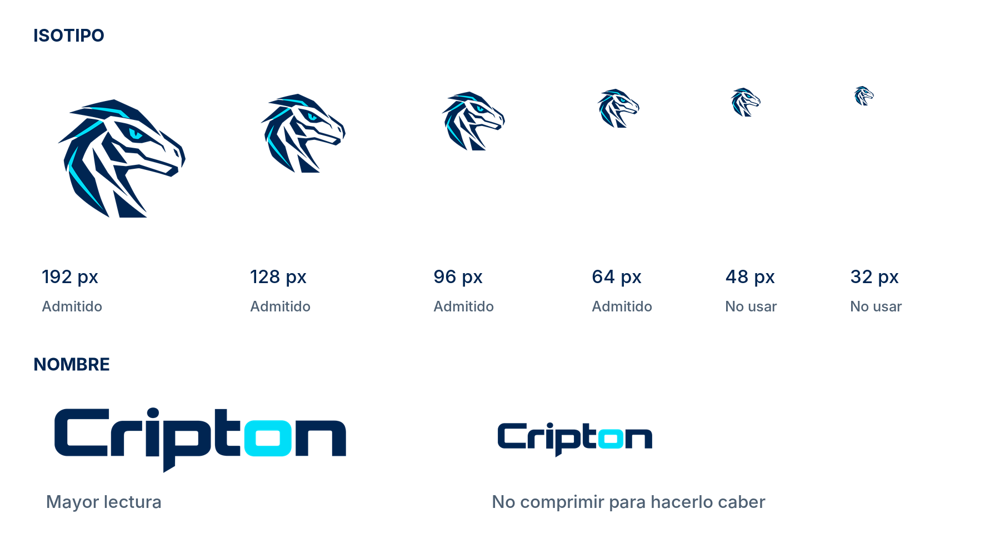 ISOTIPO
192 px
128 px
96 px
64 px
48 px
32 px
Admitido
Admitido
Admitido
Admitido
No usar
No usar
NOMBRE
Cripton
Cripton
Mayor lectura
No comprimir para hacerlo caber